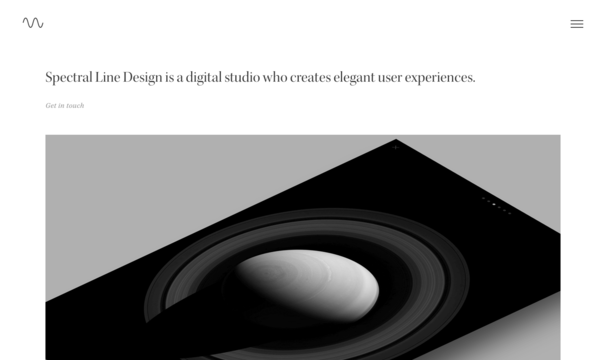 Spectral Line Design is a digital studio who creates elegant user experiences.
Get in touch